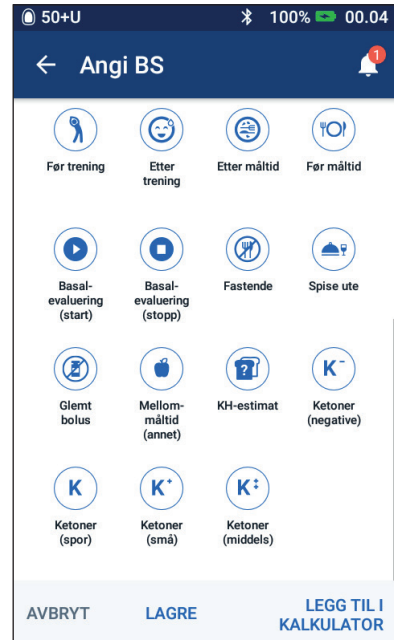 50+U 100% 00.04
← Angi BS 1
Før trening Etter trening Etter måltid Før måltid
Basal-evaluering (start) Basal-evaluering (stopp) Fastende Spise ute
?
K⁻
Glemt bolus Mellom-måltid (annet) KH-estimat Ketoner (negative)
K K⁺ K‡
Ketoner (spor) Ketoner (små) Ketoner (middels)
AVBRYT LAGRE LEGG TIL I KALKULATOR